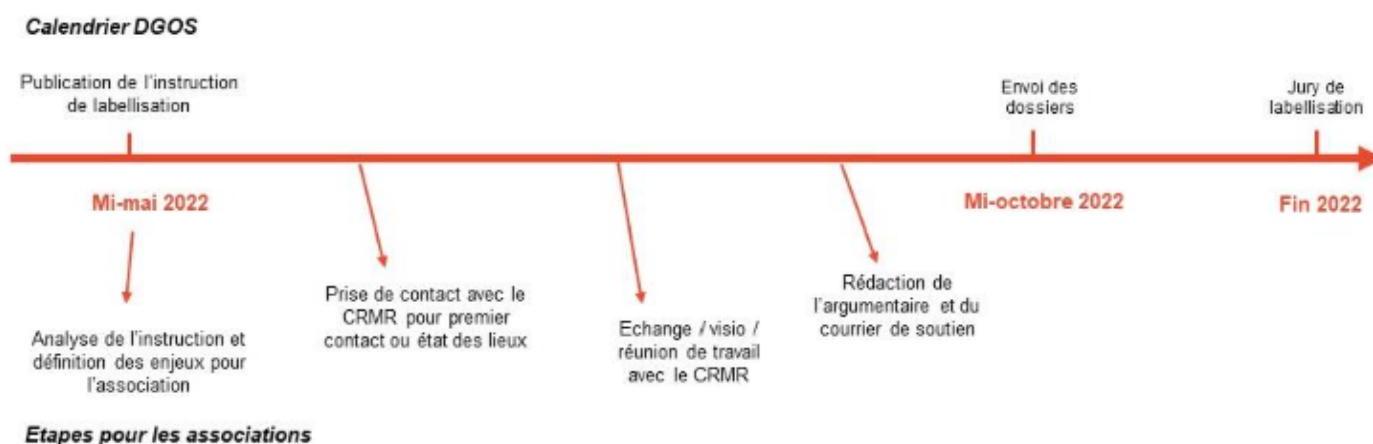 Calendrier DGOS
Publication de l'instruction
de labellisation
Envoi des
dossiers
Jury de
labellisation
Mi-mai 2022
Mi-octobre 2022
Fin 2022
Analyse de l'instruction et
définition des enjeux pour
l'association
Prise de contact avec le
CRMR pour premier
contact ou état des lieux
Echange / visio /
réunion de travail
avec le CRMR
Rédaction de
l'argumentaire et du
courrier de soutien
Etapes pour les associations